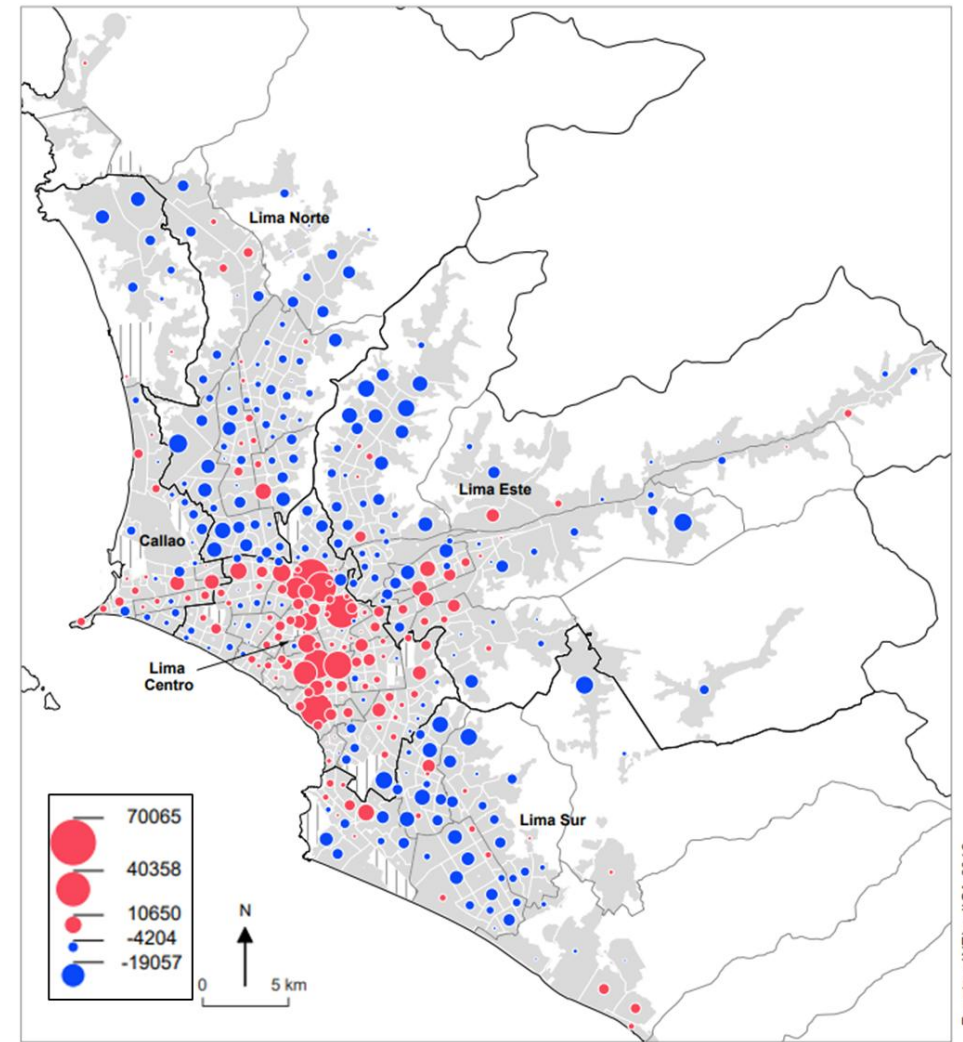 Lima Norte
Lima Este
Callao
Lima
Centro
Lima Sur
70065
40358
10650
-4204
-19057
N
0
5 km